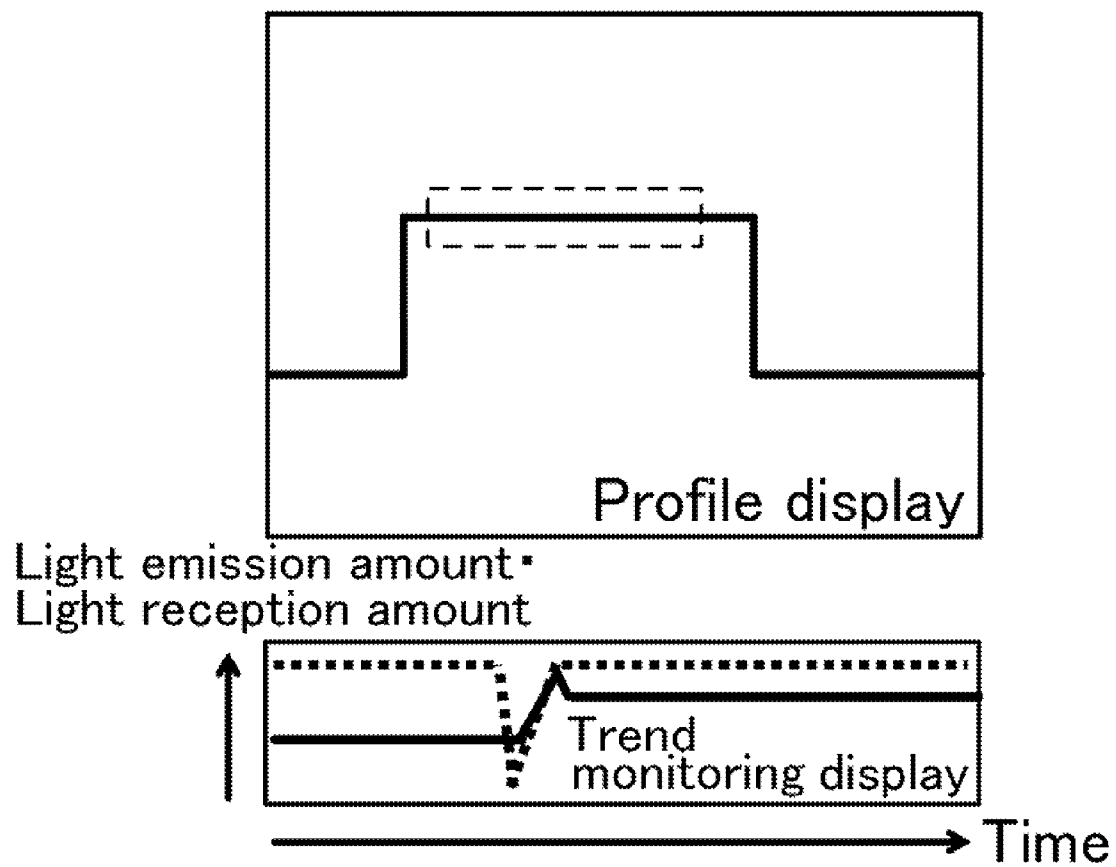 Profile display
Light emission amount･
Light reception amount
Trend
monitoring display
Time